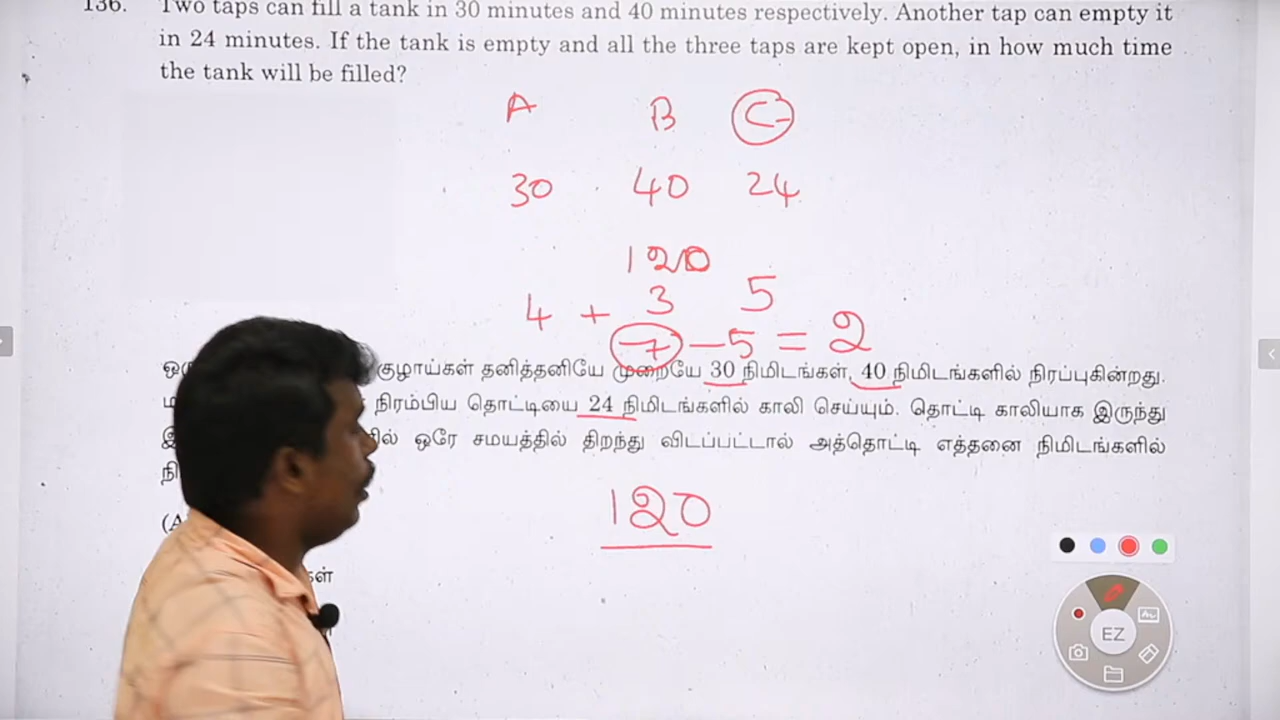 136. Two taps can fill a tank in 30 minutes and 40 minutes respectively. Another tap can empty it
in 24 minutes. If the tank is empty and all the three taps are kept open, in how much time
the tank will be filled?
A B C
30 40 24
120
4 + 3 5
7 – 5 = 2
குழாய்கள் தனித்தனியே முறையே 30 நிமிடங்கள், 40 நிமிடங்களில் நிரப்புகின்றது.
நிரம்பிய தொட்டியை 24 நிமிடங்களில் காலி செய்யும். தொட்டி காலியாக இருந்து
ஒரே சமயத்தில் திறந்து விடப்பட்டால் அத்தொட்டி எத்தனை நிமிடங்களில்
120
EZ